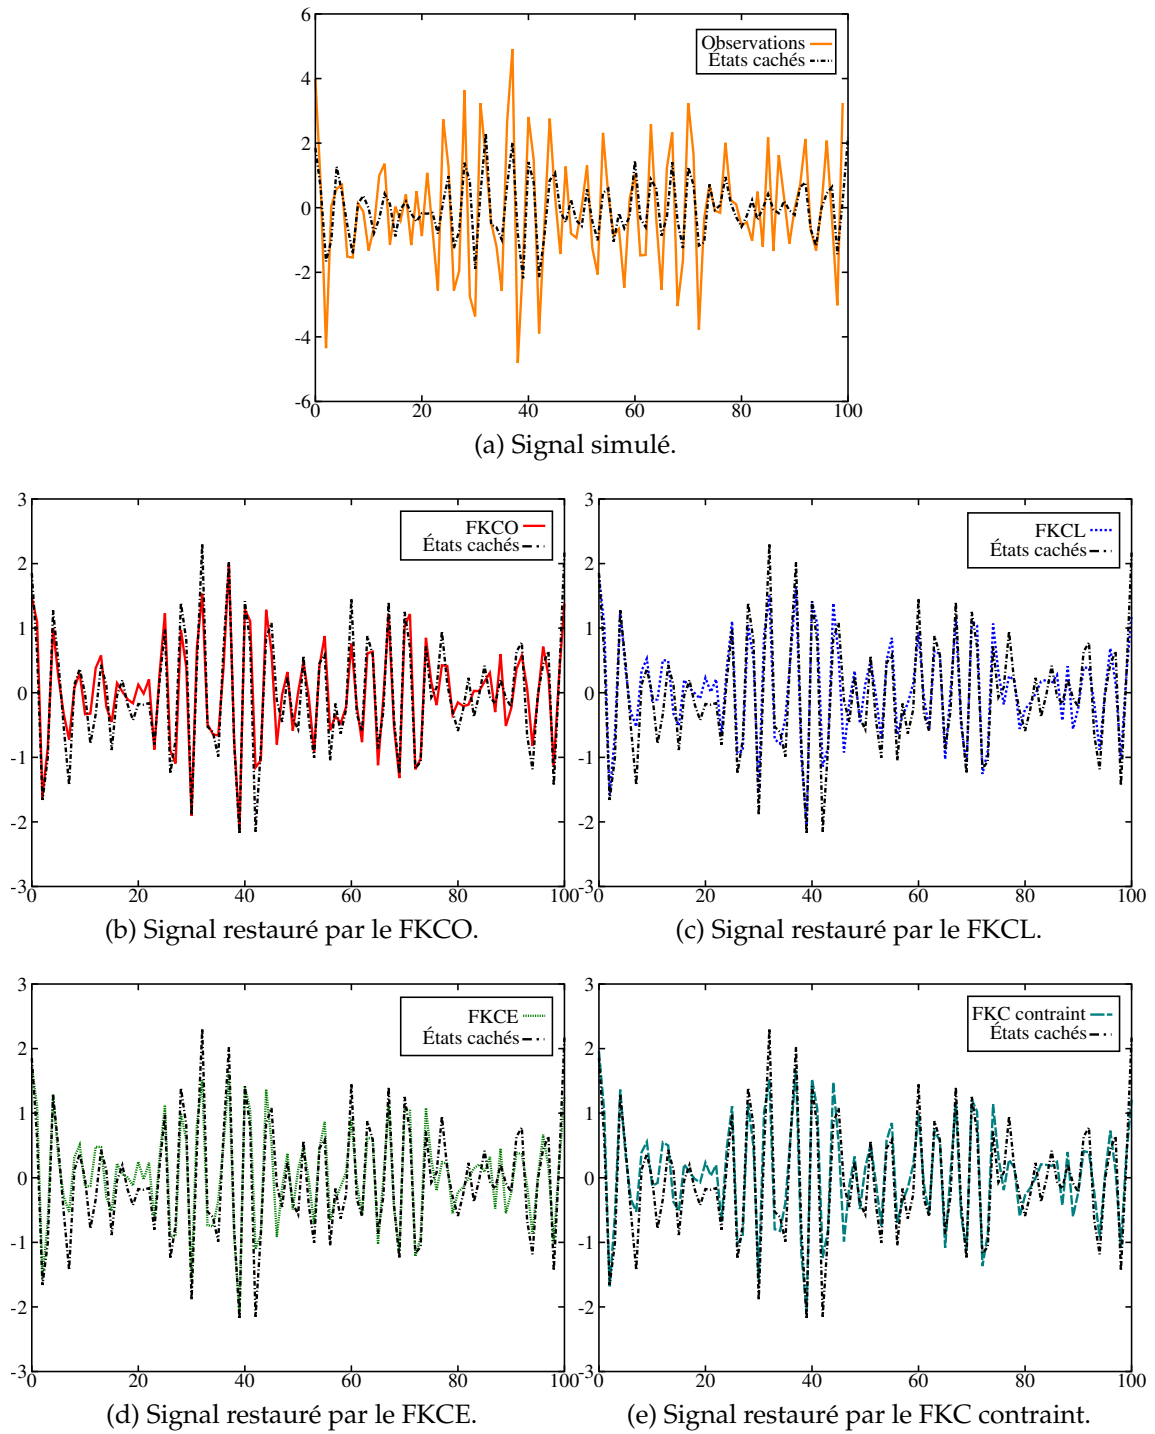 6
4
2
0
-2
-4
-6
0 20 40 60 80 100
Observations
États cachés
(a) Signal simulé.
3
2
1
0
-1
-2
-3
0 20 40 60 80 100
FKCO
États cachés
(b) Signal restauré par le FKCO.
3
2
1
0
-1
-2
-3
0 20 40 60 80 100
FKCL
États cachés
(c) Signal restauré par le FKCL.
3
2
1
0
-1
-2
-3
0 20 40 60 80 100
FKCE
États cachés
(d) Signal restauré par le FKCE.
3
2
1
0
-1
-2
-3
0 20 40 60 80 100
FKC contraint
États cachés
(e) Signal restauré par le FKC contraint.